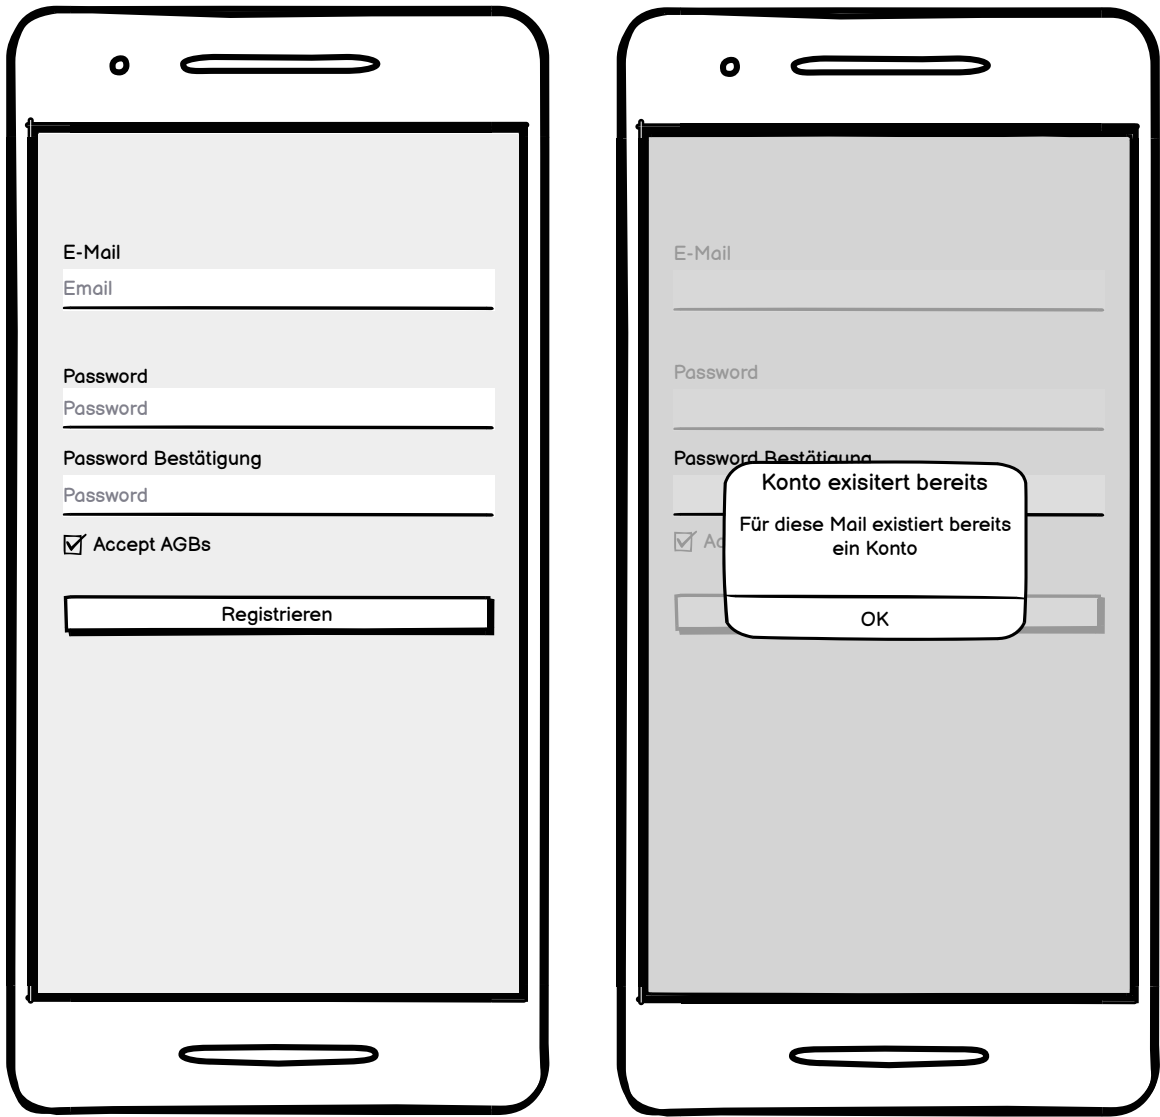 E-Mail
Email
Password
Password
Password Bestätigung
Password
Accept AGBs
Registrieren
E-Mail
Password
Password Bestätigung
Konto exisitert bereits
Für diese Mail existiert bereits
ein Konto
Ac
OK